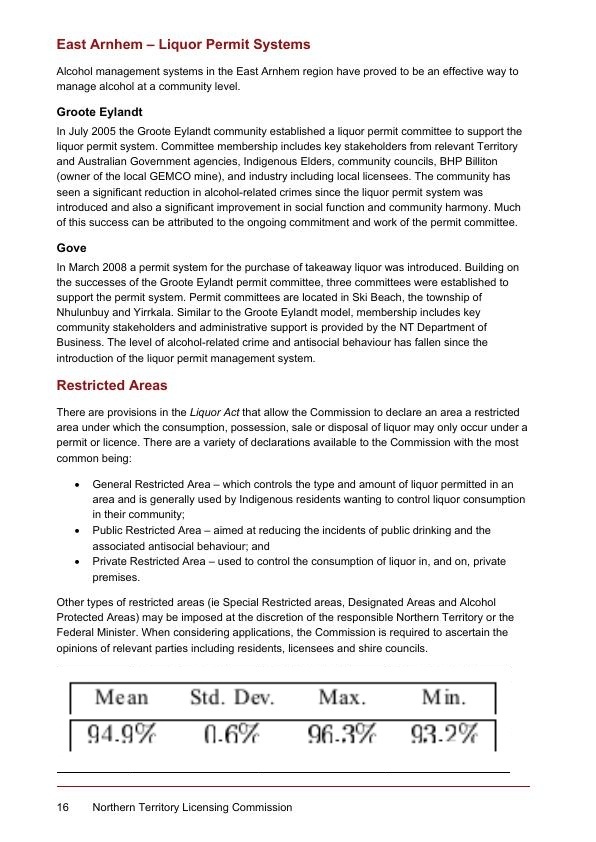 East Arnhem – Liquor Permit Systems
Alcohol management systems in the East Arnhem region have proved to be an effective way to
manage alcohol at a community level.
Groote Eylandt
In July 2005 the Groote Eylandt community established a liquor permit committee to support the
liquor permit system. Committee membership includes key stakeholders from relevant Territory
and Australian Government agencies, Indigenous Elders, community councils, BHP Billiton
(owner of the local GEMCO mine), and industry including local licensees. The community has
seen a significant reduction in alcohol-related crimes since the liquor permit system was
introduced and also a significant improvement in social function and community harmony. Much
of this success can be attributed to the ongoing commitment and work of the permit committee.
Gove
In March 2008 a permit system for the purchase of takeaway liquor was introduced. Building on
the successes of the Groote Eylandt permit committee, three committees were established to
support the permit system. Permit committees are located in Ski Beach, the township of
Nhulunbuy and Yirrkala. Similar to the Groote Eylandt model, membership includes key
community stakeholders and administrative support is provided by the NT Department of
Business. The level of alcohol-related crime and antisocial behaviour has fallen since the
introduction of the liquor permit management system.
Restricted Areas
There are provisions in the Liquor Act that allow the Commission to declare an area a restricted
area under which the consumption, possession, sale or disposal of liquor may only occur under a
permit or licence. There are a variety of declarations available to the Commission with the most
common being:
• General Restricted Area – which controls the type and amount of liquor permitted in an
area and is generally used by Indigenous residents wanting to control liquor consumption
in their community;
• Public Restricted Area – aimed at reducing the incidents of public drinking and the
associated antisocial behaviour; and
• Private Restricted Area – used to control the consumption of liquor in, and on, private
premises.
Other types of restricted areas (ie Special Restricted areas, Designated Areas and Alcohol
Protected Areas) may be imposed at the discretion of the responsible Northern Territory or the
Federal Minister. When considering applications, the Commission is required to ascertain the
opinions of relevant parties including residents, licensees and shire councils.
Mean Std. Dev. Max. Min.
94.9% 0.6% 96.3% 93.2%
16 Northern Territory Licensing Commission